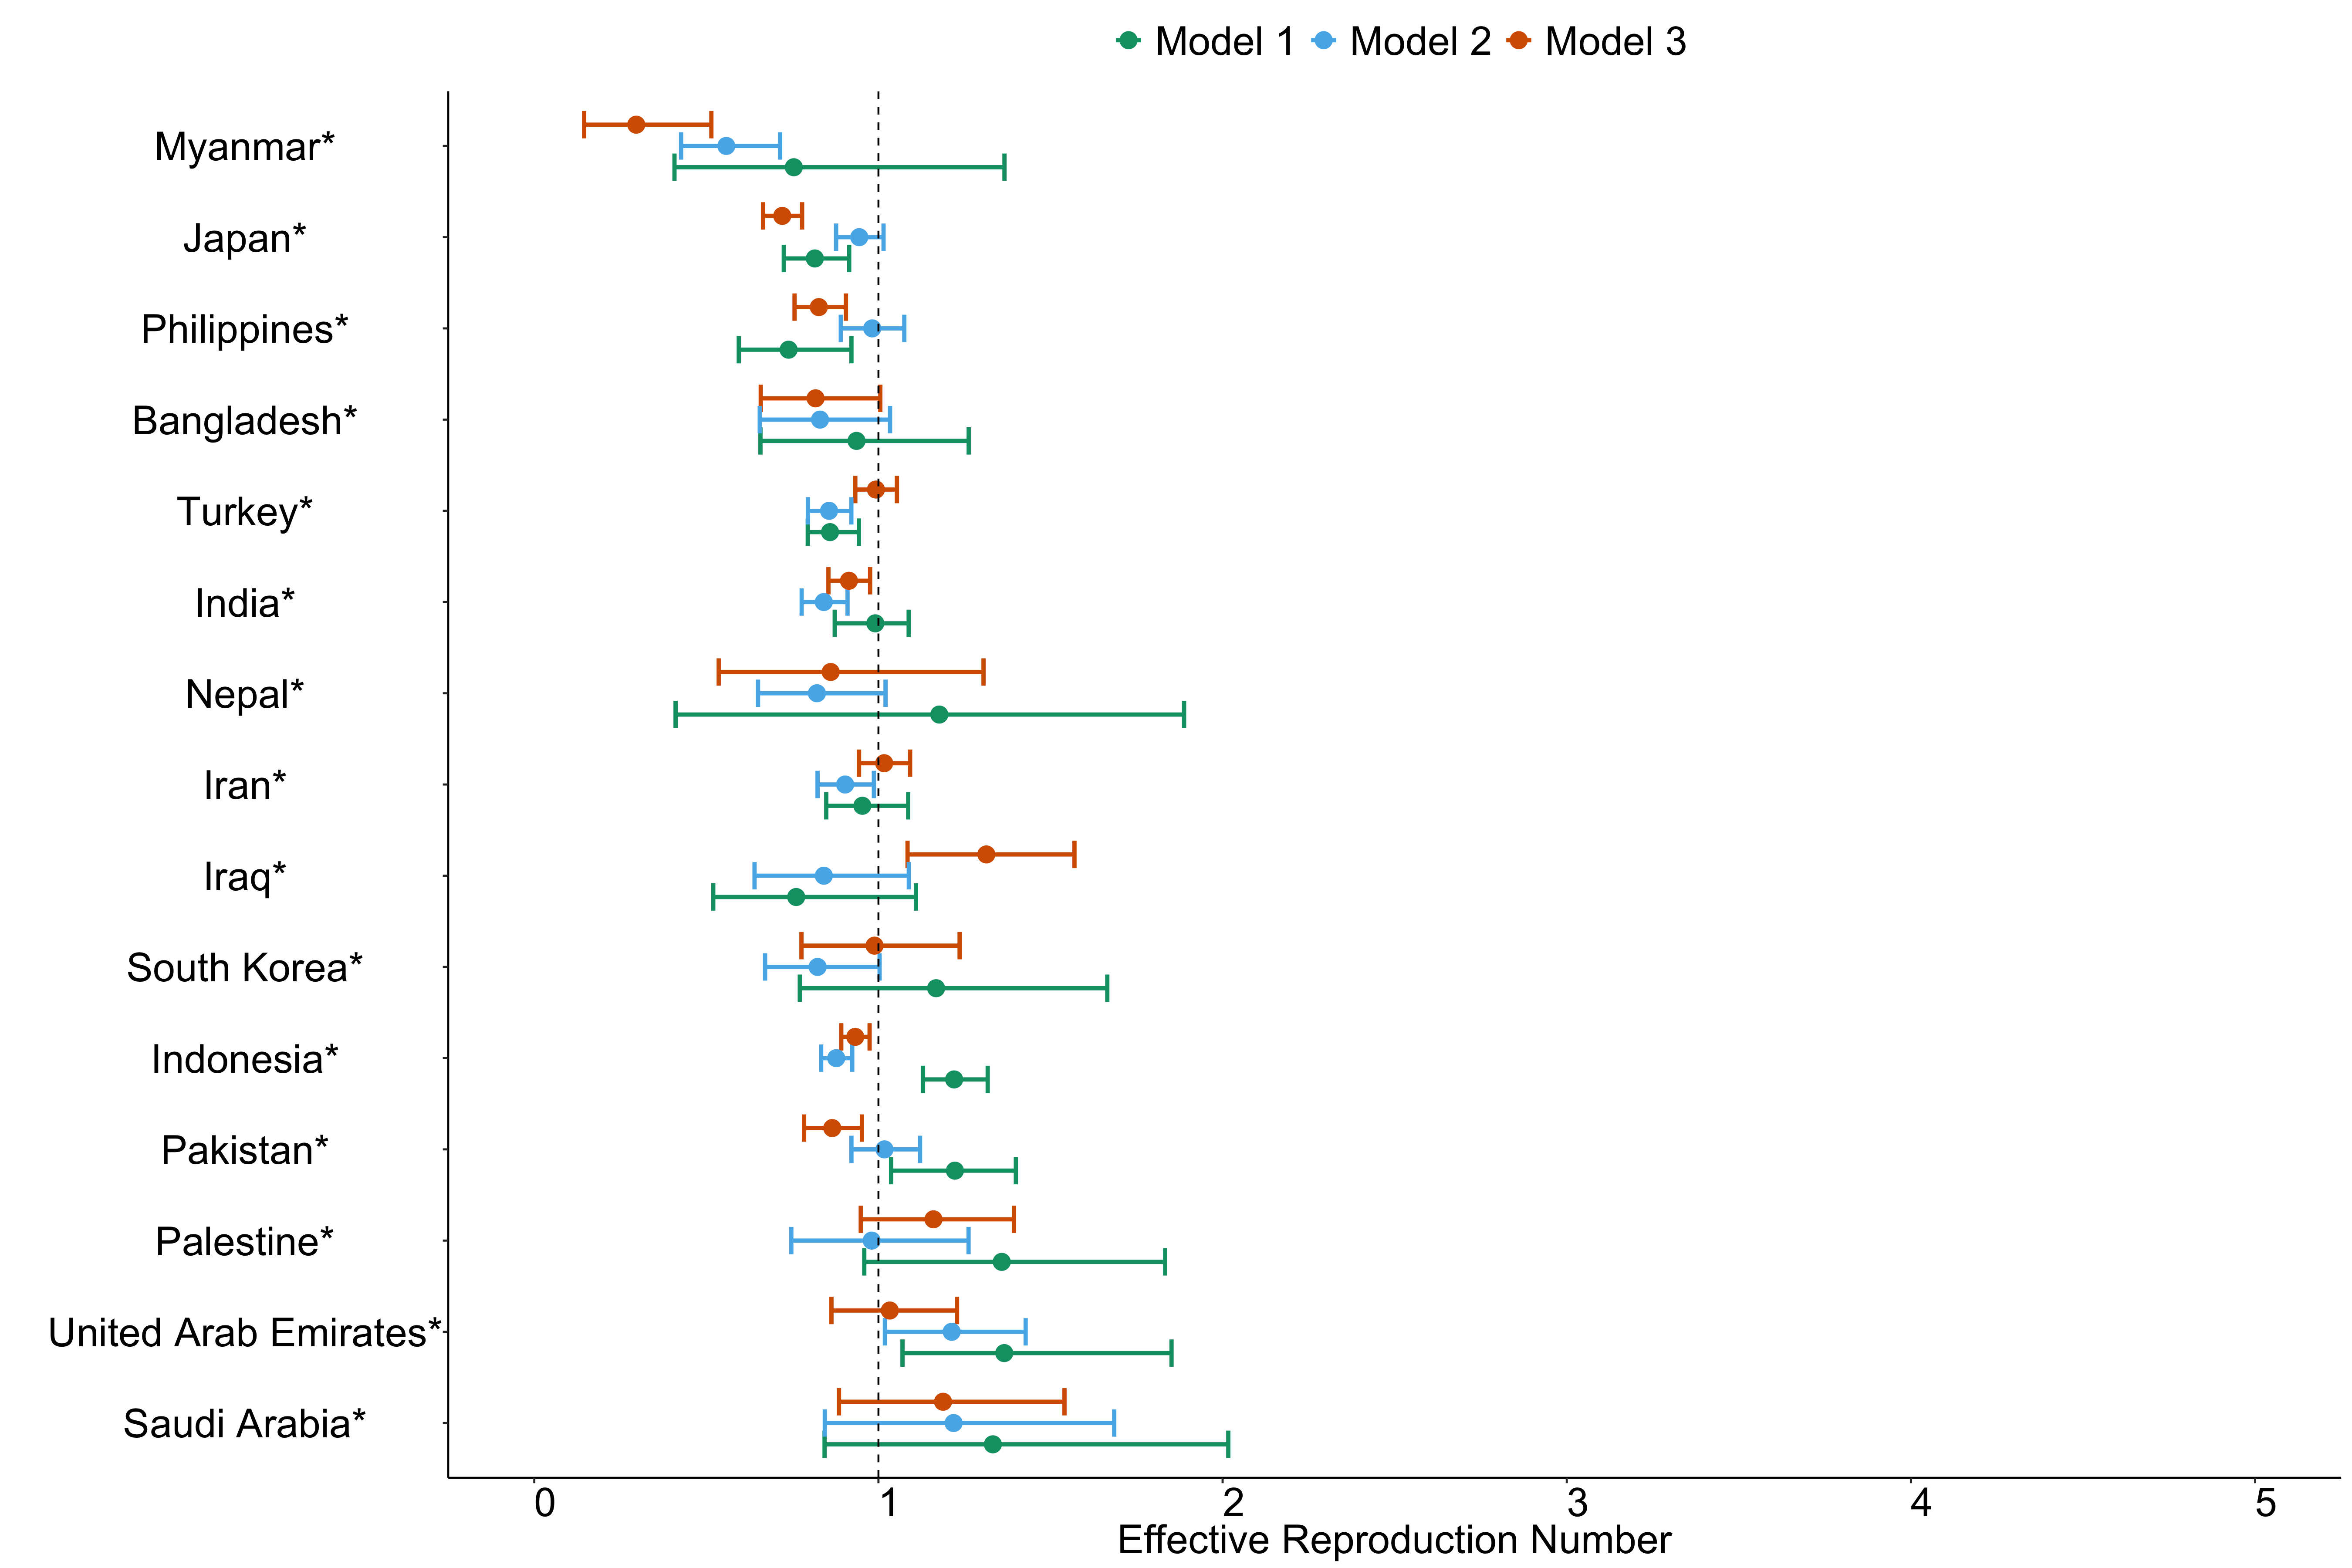 Model 1 Model 2 Model 3
Myanmar*
Japan*
Philippines*
Bangladesh*
Turkey*
India*
Nepal*
Iran*
Iraq*
South Korea*
Indonesia*
Pakistan*
Palestine*
United Arab Emirates*
Saudi Arabia*
0 1 2 3 4 5
Effective Reproduction Number